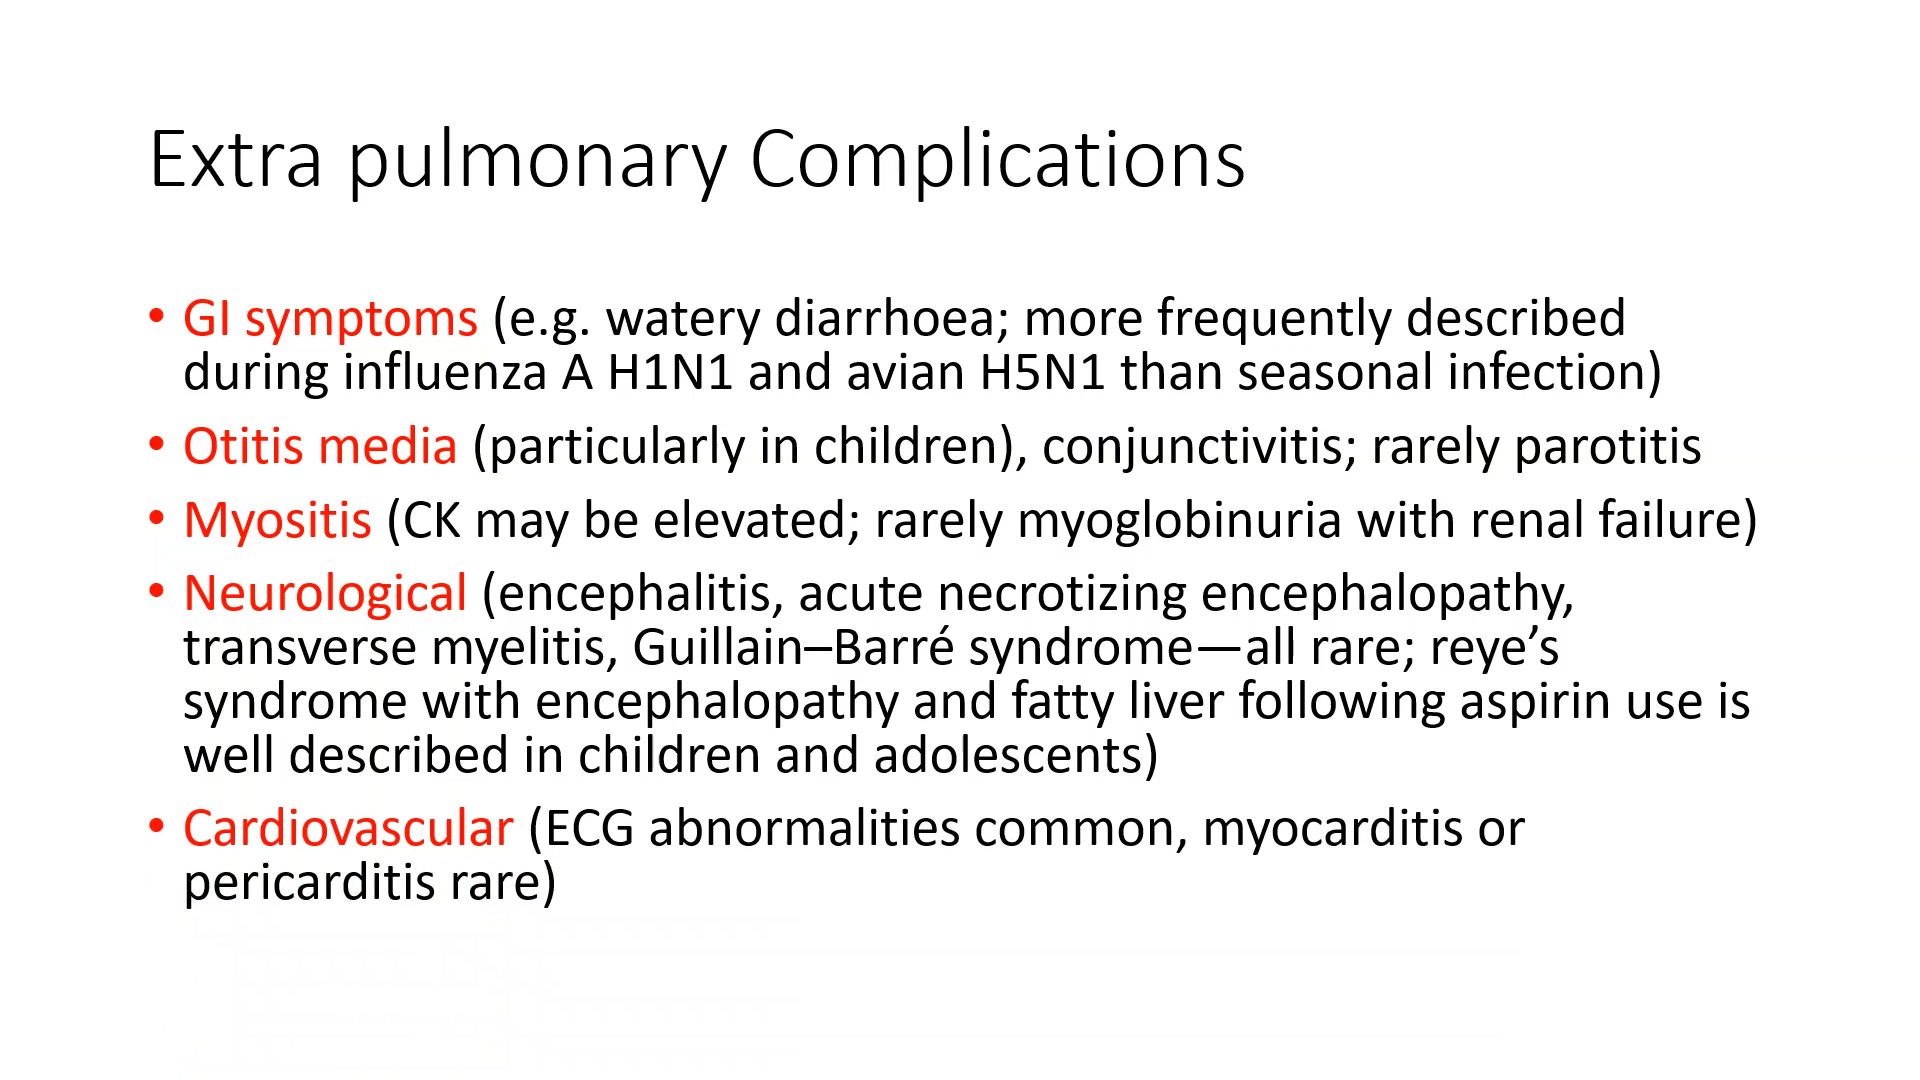 Extra pulmonary Complications
• GI symptoms (e.g. watery diarrhoea; more frequently described
during influenza A H1N1 and avian H5N1 than seasonal infection)
• Otitis media (particularly in children), conjunctivitis; rarely parotitis
• Myositis (CK may be elevated; rarely myoglobinuria with renal failure)
• Neurological (encephalitis, acute necrotizing encephalopathy,
transverse myelitis, Guillain–Barré syndrome—all rare; reye’s
syndrome with encephalopathy and fatty liver following aspirin use is
well described in children and adolescents)
• Cardiovascular (ECG abnormalities common, myocarditis or
pericarditis rare)